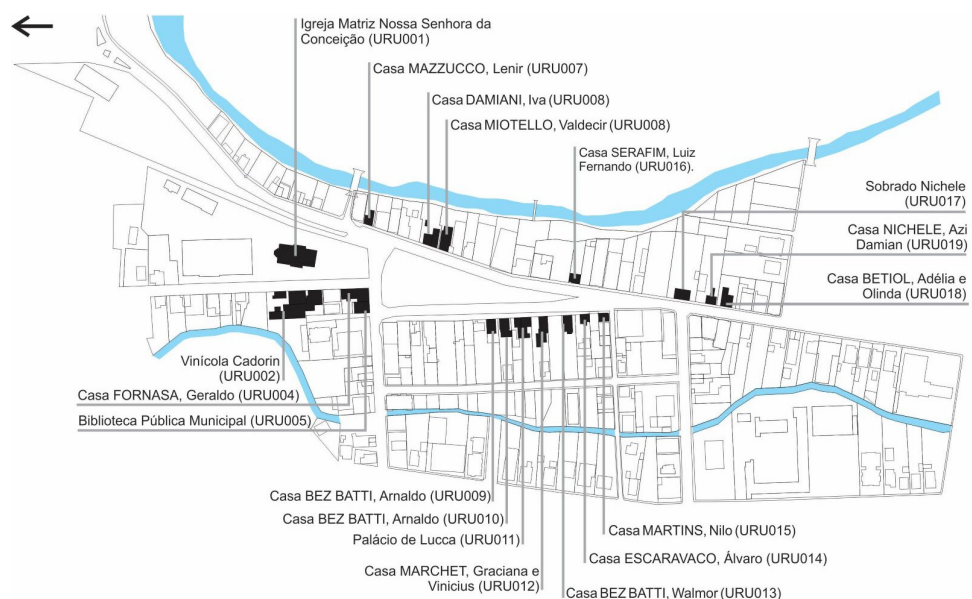 Igreja Matriz Nossa Senhora da
Conceição (URU001)
Casa MAZZUCCO, Lenir (URU007)
Casa DAMIANI, Iva (URU008)
Casa MIOTELLO, Valdecir (URU008)
Casa SERAFIM, Luiz
Fernando (URU016).
Sobrado Nichele
(URU017)
Casa NICHELE, Azi
Damian (URU019)
Casa BETIOL, Adélia e
Olinda (URU018)
Vinícola Cadorin
(URU002)
Casa FORNASA, Geraldo (URU004)
Biblioteca Pública Municipal (URU005)
Casa BEZ BATTI, Arnaldo (URU009)
Casa BEZ BATTI, Arnaldo (URU010)
Palácio de Lucca (URU011)
Casa MARCHET, Graciana e
Vinicius (URU012)
Casa MARTINS, Nilo (URU015)
Casa ESCARAVACO, Álvaro (URU014)
Casa BEZ BATTI, Walmor (URU013)